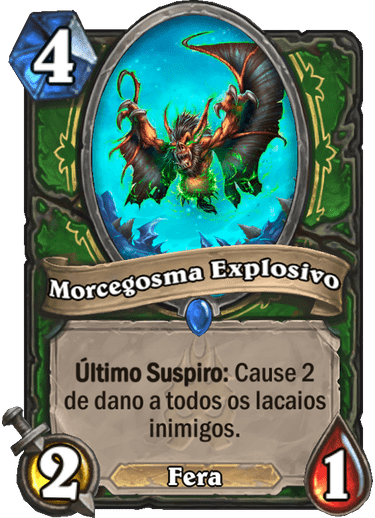 4
Morcegosma Explosivo
Último Suspiro: Cause 2
de dano a todos os lacaios
inimigos.
2
Fera
1